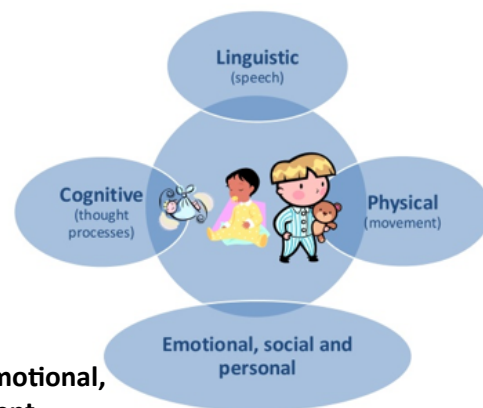 Linguistic
(speech)
Cognitive
(thought
processes)
Physical
(movement)
Emotional, social and
personal